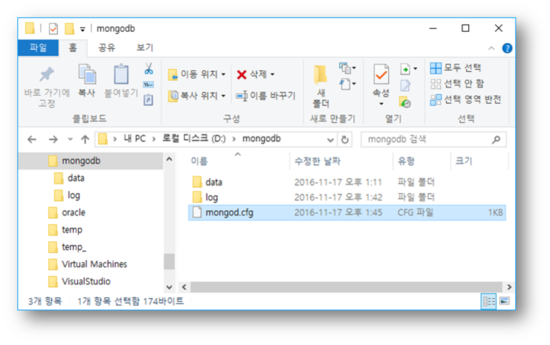 mongodb
파일 홈 공유 보기
바로 가기에 고정
복사
붙여넣기
클립보드
이동 위치
복사 위치
삭제
이름 바꾸기
구성
새 폴더
새로 만들기
속성
열기
모두 선택
선택 안 함
선택 영역 반전
선택
내 PC > 로컬 디스크 (D:) > mongodb
mongodb 검색
mongodb
data
log
oracle
temp
temp_
Virtual Machines
VisualStudio
이름 수정한 날짜 유형 크기
data 2016-11-17 오후 1:11 파일 폴더
log 2016-11-17 오후 1:42 파일 폴더
mongod.cfg 2016-11-17 오후 1:45 CFG 파일 1KB
3개 항목 1개 항목 선택함 174바이트